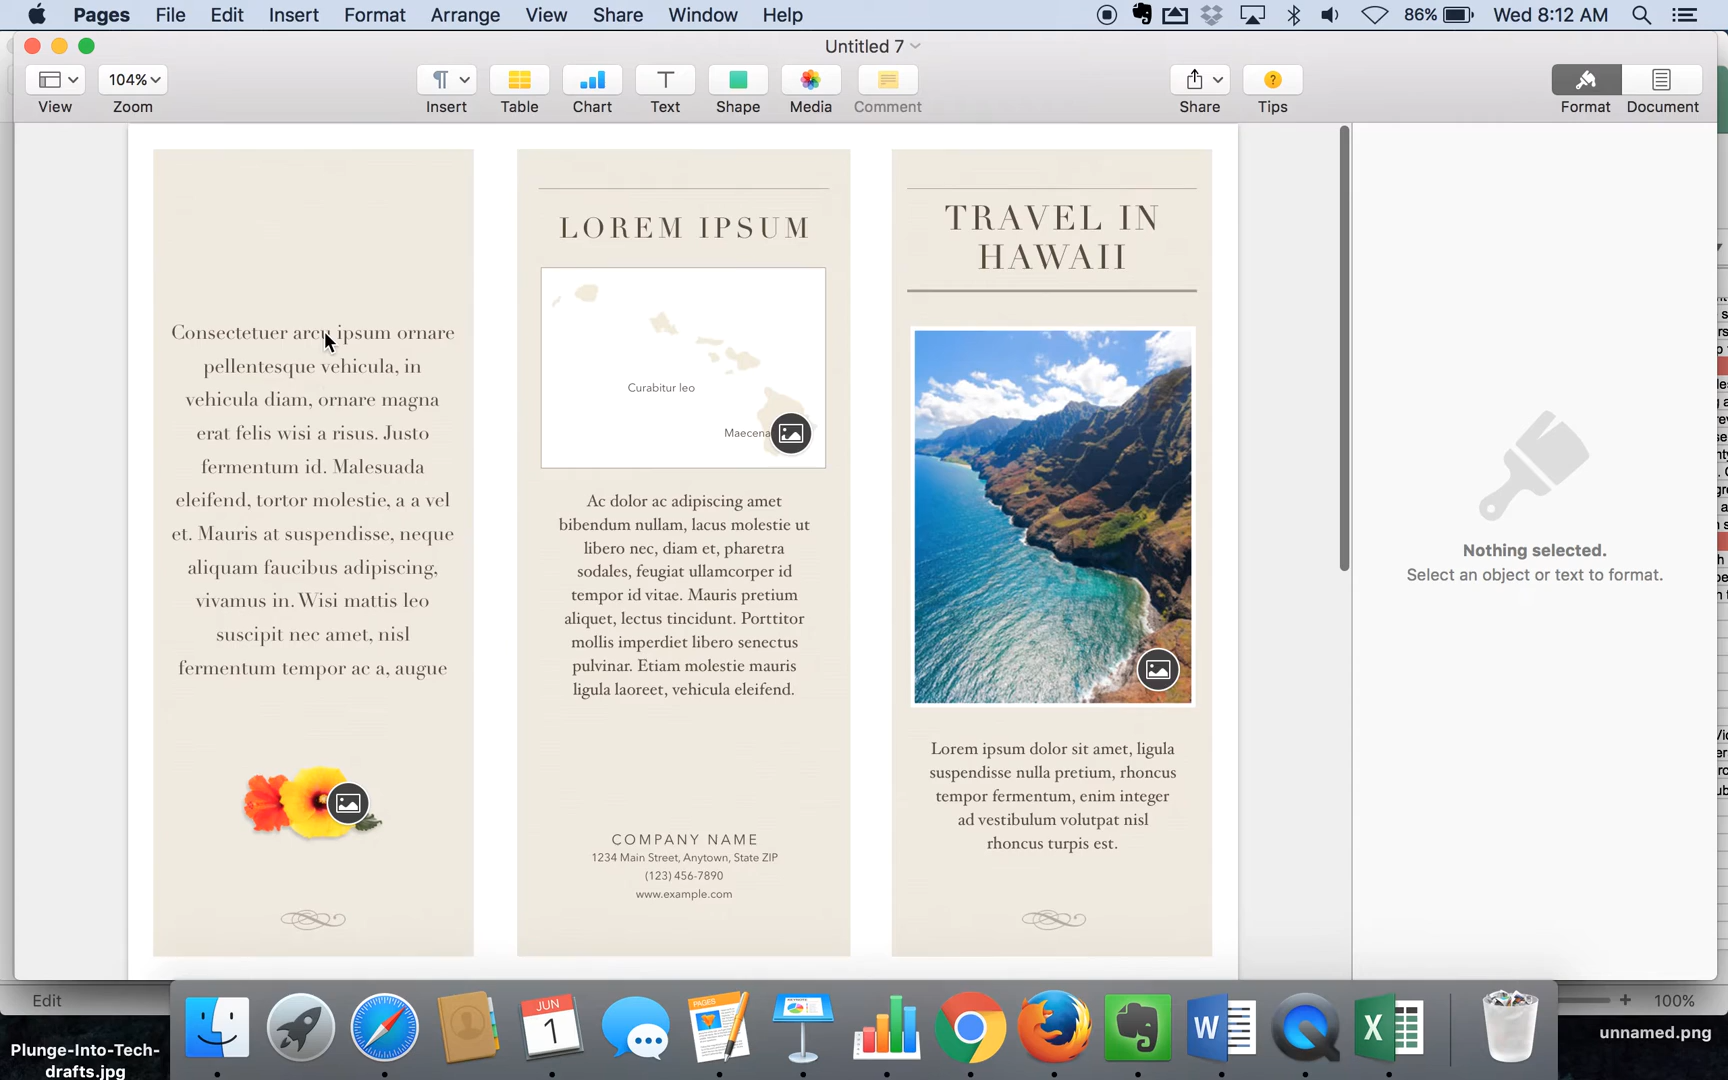 Pages File Edit Insert Format Arrange View Share Window Help 86% Wed 8:12 AM
Untitled 7
104%
View Zoom Insert Table Chart Text Shape Media Comment Share Tips Format Document
Consectetuer arcu ipsum ornare
pellentesque vehicula, in
vehicula diam, ornare magna
erat felis wisi a risus. Justo
fermentum id. Malesuada
eleifend, tortor molestie, a a vel
et. Mauris at suspendisse, neque
aliquam faucibus adipiscing,
vivamus in. Wisi mattis leo
suscipit nec amet, nisl
fermentum tempor ac a, augue
LOREM IPSUM
Curabitur leo
Maecena
Ac dolor ac adipiscing amet
bibendum nullam, lacus molestie ut
libero nec, diam et, pharetra
sodales, feugiat ullamcorper id
tempor id vitae. Mauris pretium
aliquet, lectus tincidunt. Porttitor
mollis imperdiet libero senectus
pulvinar. Etiam molestie mauris
ligula laoreet, vehicula eleifend.
COMPANY NAME
1234 Main Street, Anytown, State ZIP
(123) 456-7890
www.example.com
TRAVEL IN
HAWAII
Lorem ipsum dolor sit amet, ligula
suspendisse nulla pretium, rhoncus
tempor fermentum, enim integer
ad vestibulum volutpat nisl
rhoncus turpis est.
Nothing selected.
Select an object or text to format.
Edit
100%
JUN
1
PAGES
KEYNOTE
W
X
Plunge-Into-Tech-
drafts.jpg
unnamed.png